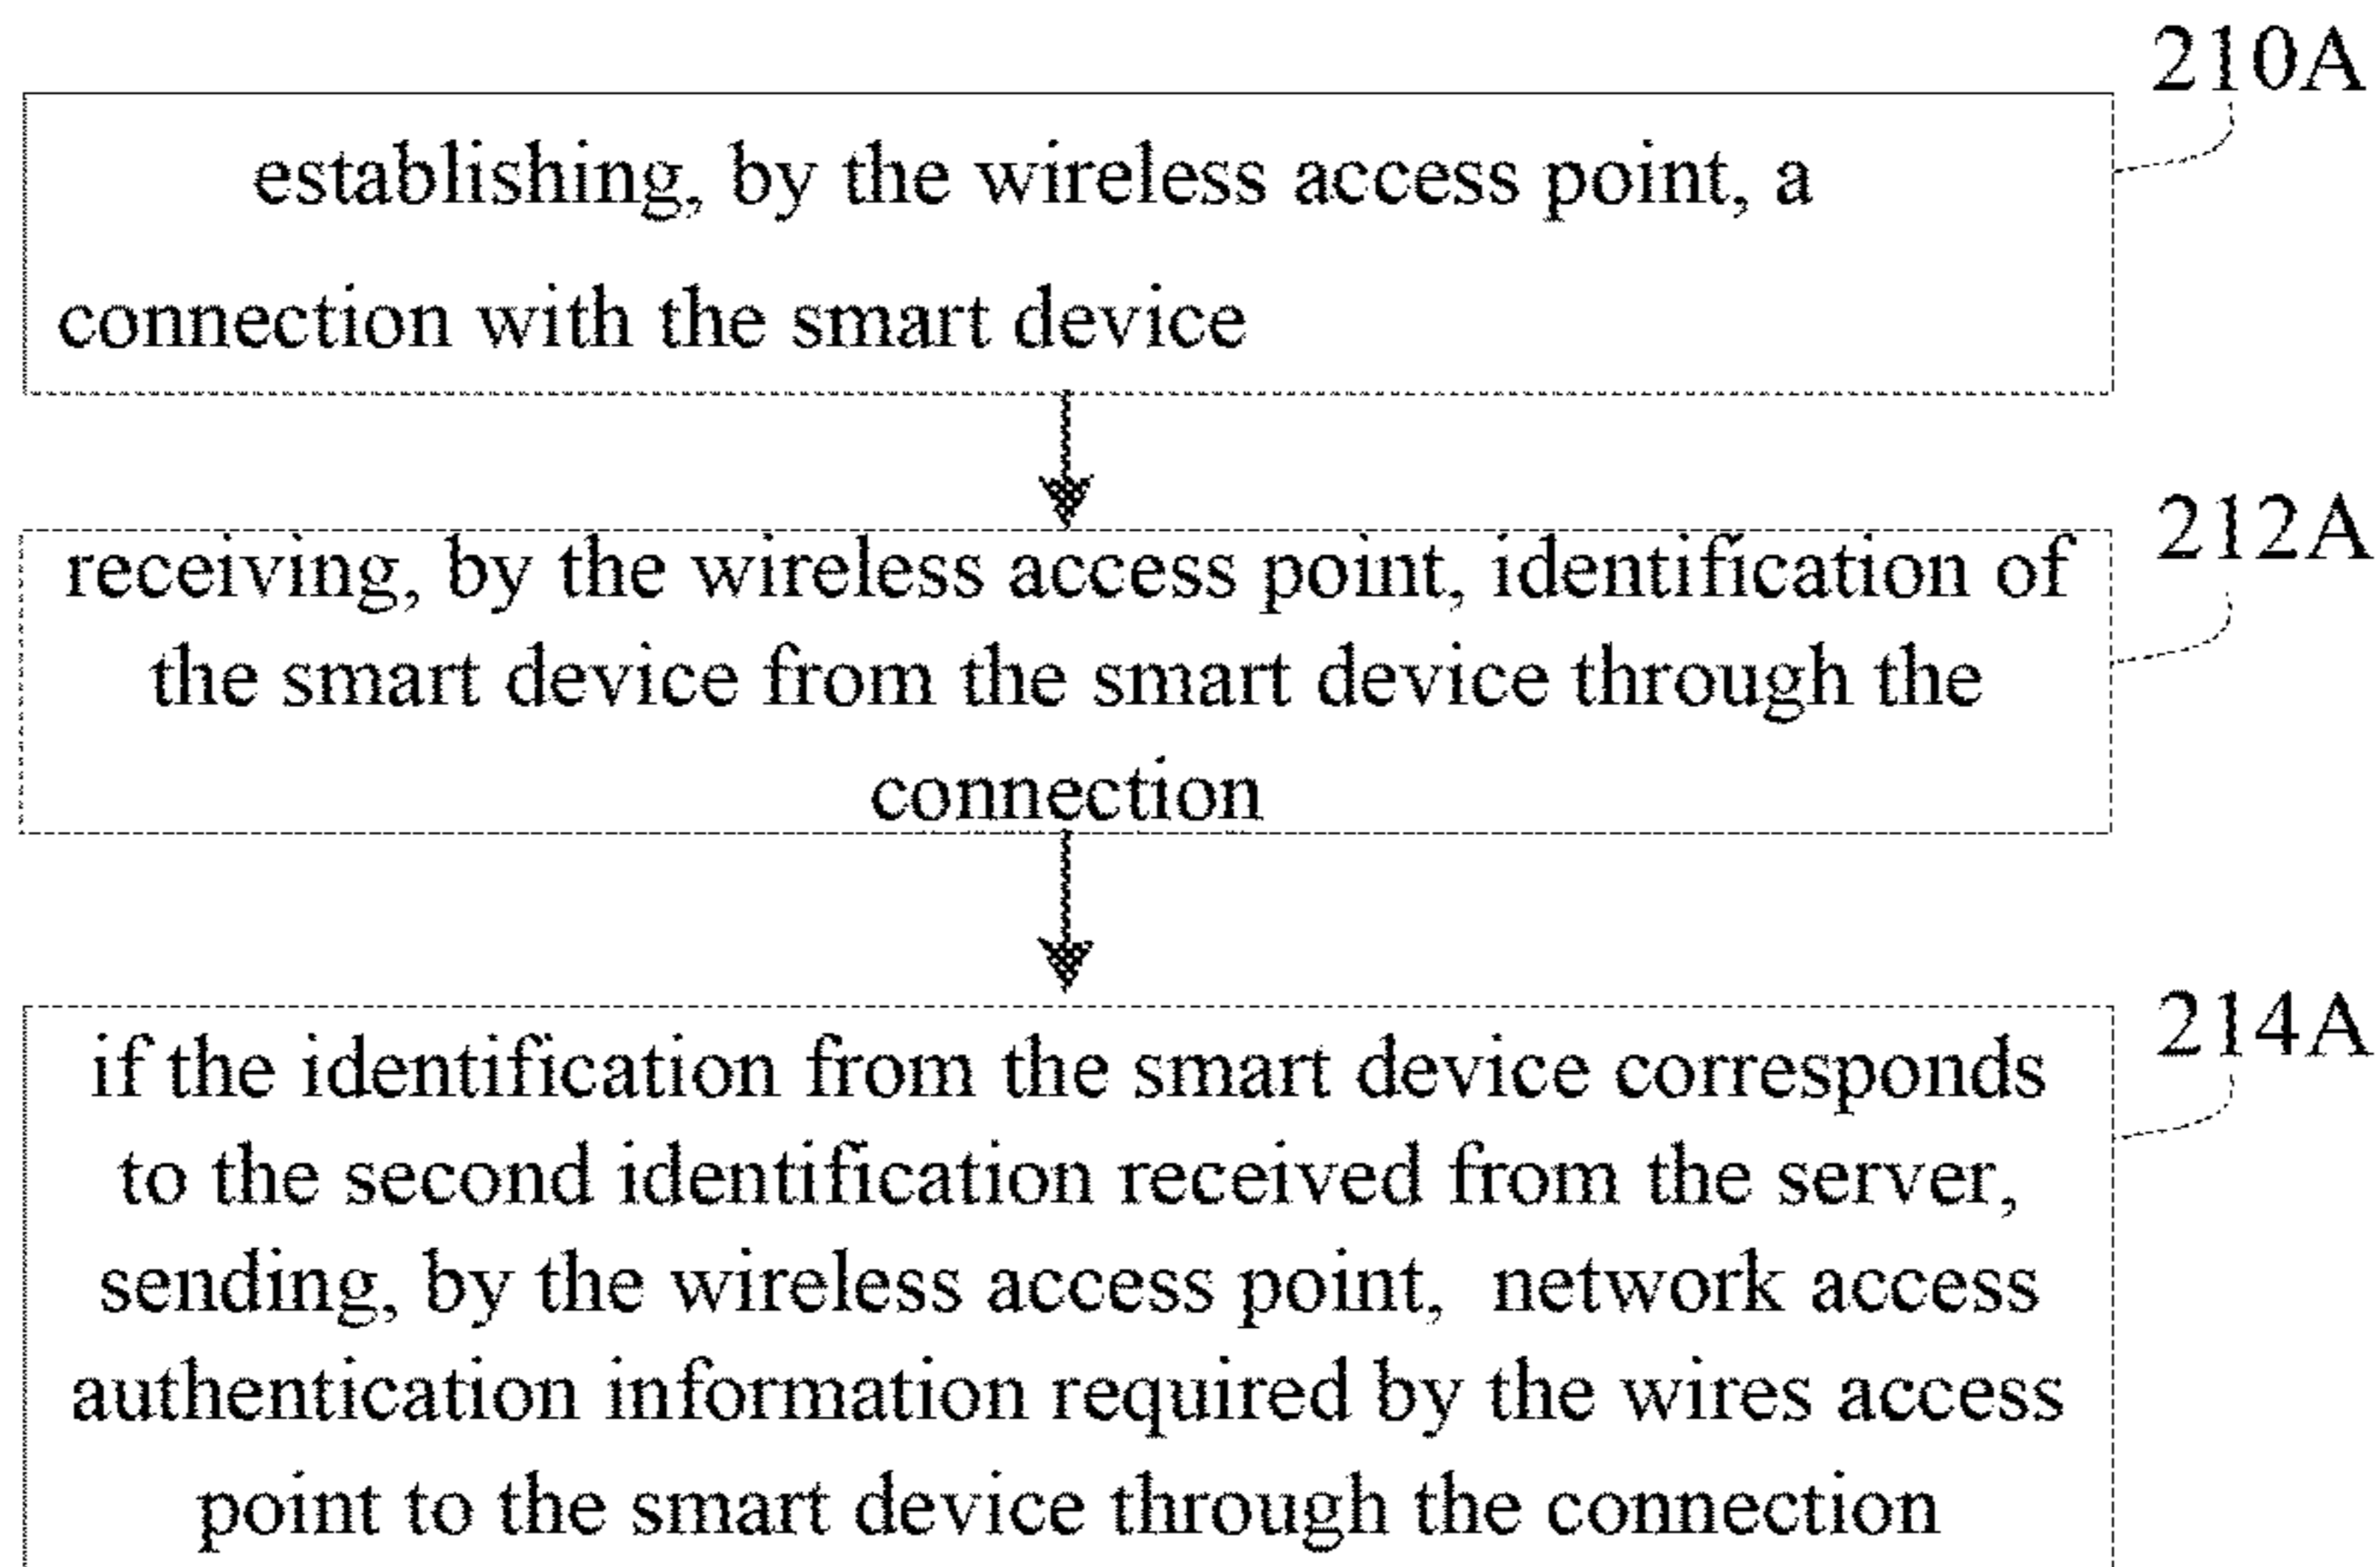 210A
establishing, by the wireless access point, a
connection with the smart device
212A
receiving, by the wireless access point, identification of
the smart device from the smart device through the
connection
214A
if the identification from the smart device corresponds
to the second identification received from the server,
sending, by the wireless access point, network access
authentication information required by the wires access
point to the smart device through the connection